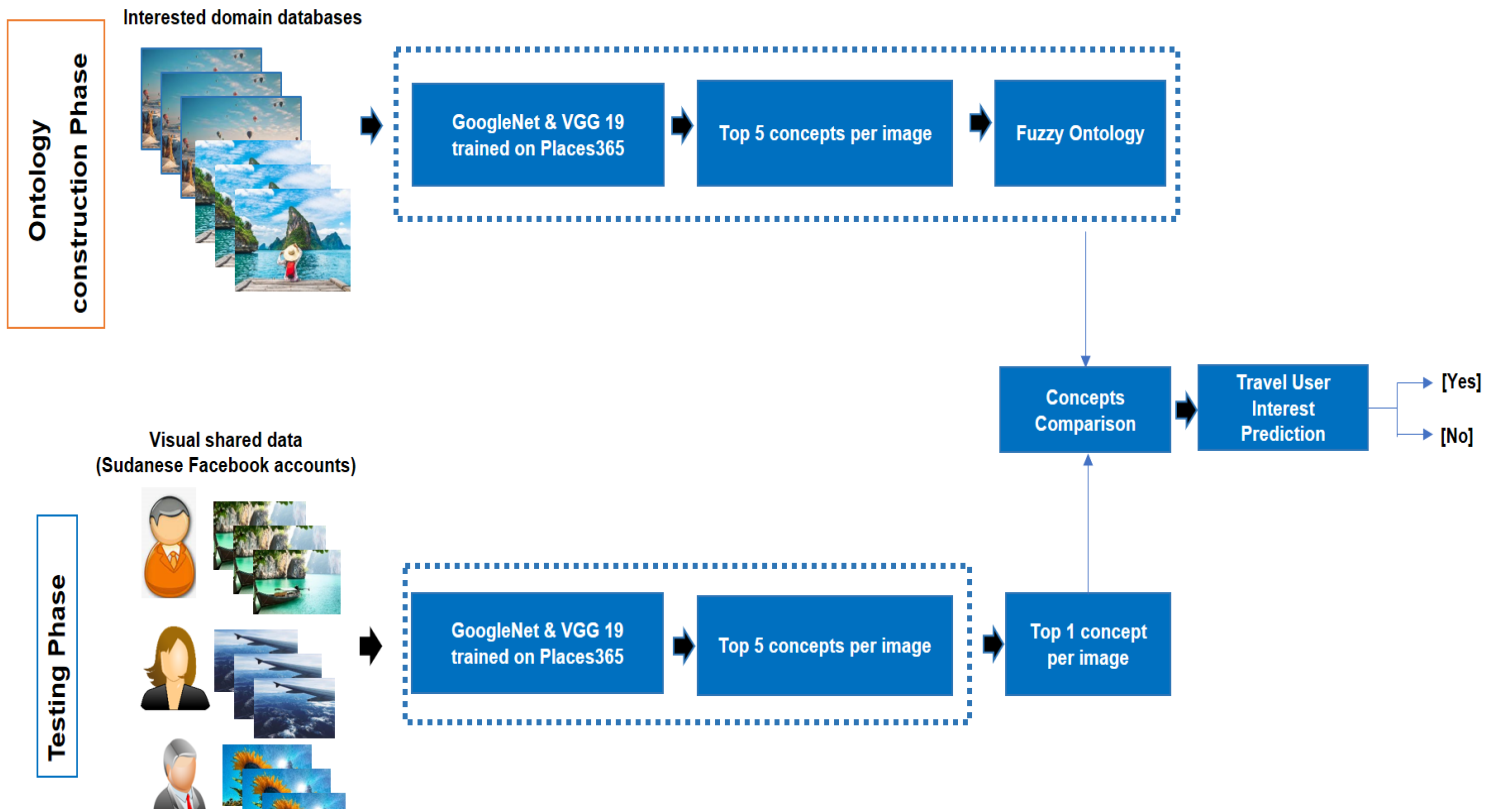 Interested domain databases
Ontology
construction Phase
GoogleNet & VGG 19
trained on Places365
Top 5 concepts per image
Fuzzy Ontology
Concepts
Comparison
Travel User
Interest
Prediction
[Yes]
[No]
Visual shared data
(Sudanese Facebook accounts)
Testing Phase
GoogleNet & VGG 19
trained on Places365
Top 5 concepts per image
Top 1 concept
per image